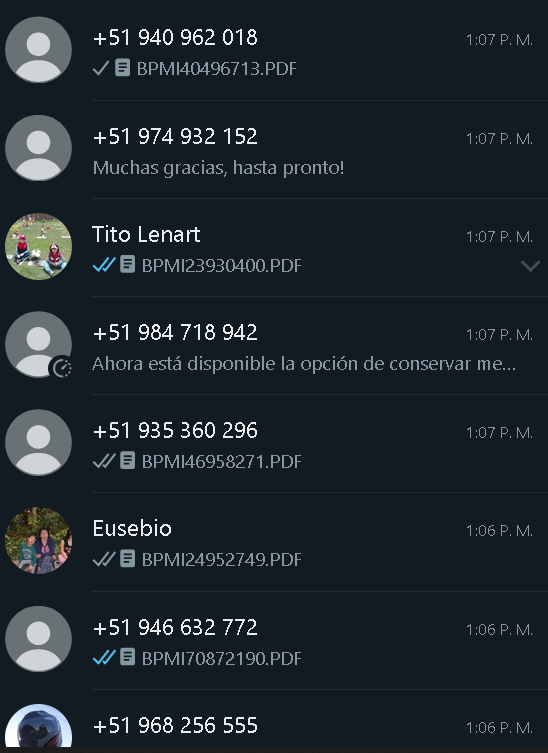 +51 940 962 018
1:07 P. M.
BPMI40496713.PDF
+51 974 932 152
1:07 P. M.
Muchas gracias, hasta pronto!
Tito Lenart
1:07 P. M.
BPMI23930400.PDF
+51 984 718 942
1:07 P. M.
Ahora está disponible la opción de conservar me...
+51 935 360 296
1:07 P. M.
BPMI46958271.PDF
Eusebio
1:06 P. M.
BPMI24952749.PDF
+51 946 632 772
1:06 P. M.
BPMI70872190.PDF
+51 968 256 555
1:06 P. M.